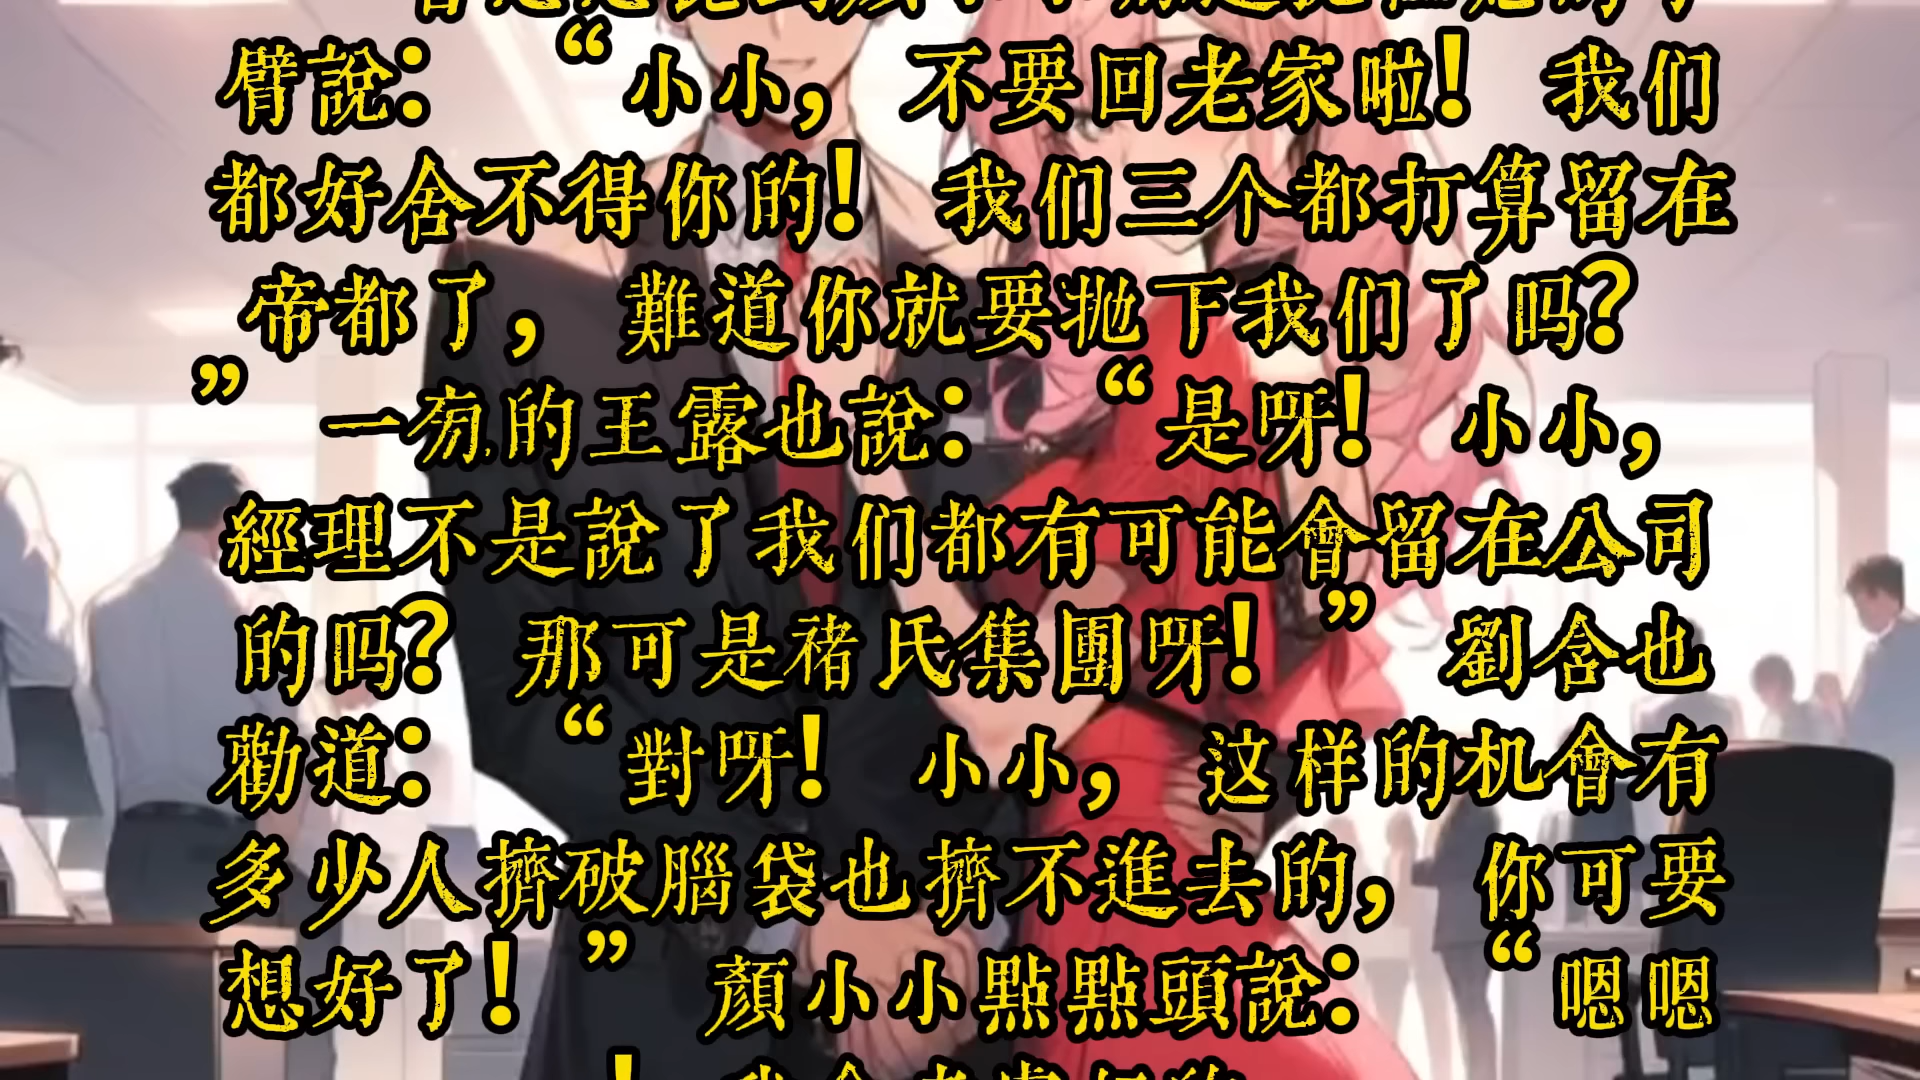 臂說：“小小，不要回老家啦！我们
都好舍不得你的！我们三个都打算留在
帝都了，難道你就要抛下我们了吗？
”一旁的王露也說：“是呀！小小，
經理不是說了我们都有可能會留在公司
的吗？那可是褚氏集團呀！”劉含也
勸道：“對呀！小小，这样的机會有
多少人擠破腦袋也擠不進去的，你可要
想好了！”顏小小點點頭說：“嗯嗯